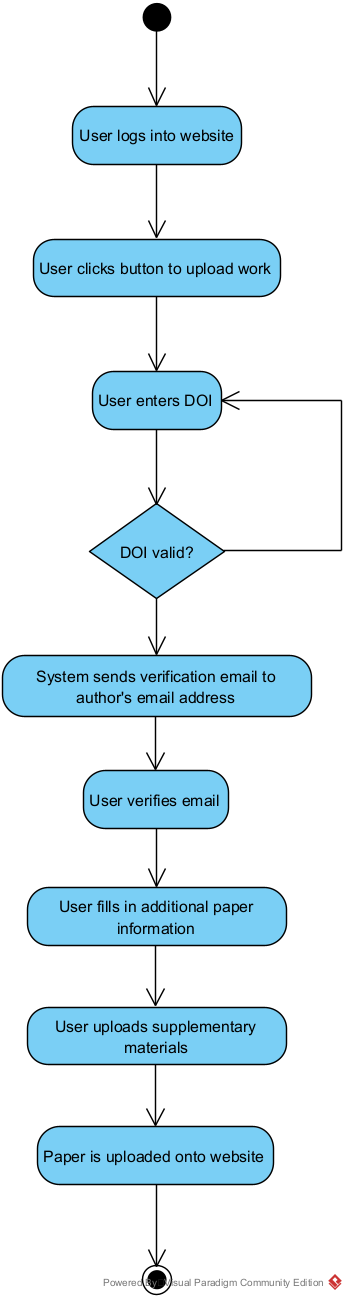 User logs into website
User clicks button to upload work
User enters DOI
DOI valid?
System sends verification email to
author's email address
User verifies email
User fills in additional paper
information
User uploads supplementary
materials
Paper is uploaded onto website
Powered By Visual Paradigm Community Edition